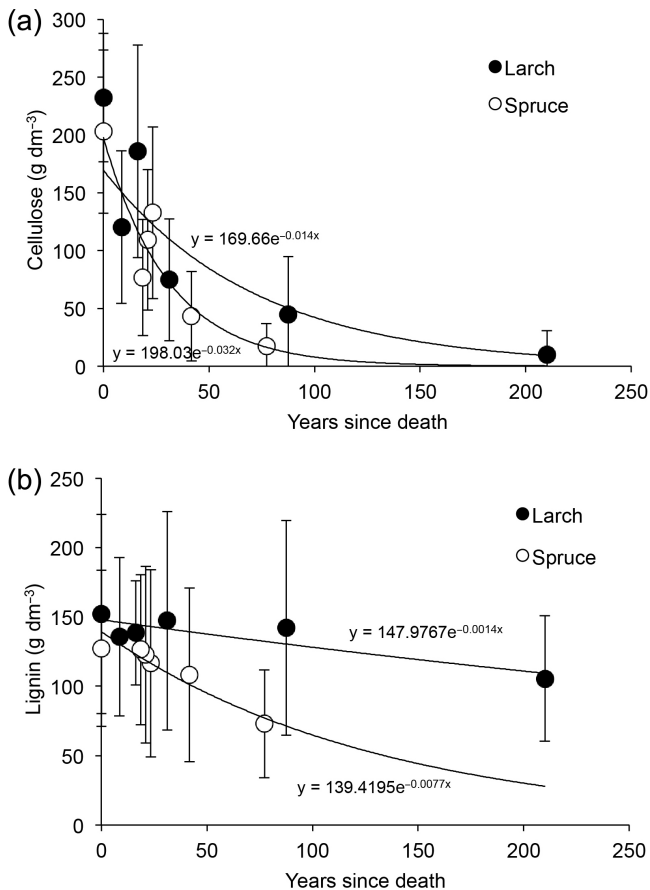 (a)
300
250
200
150
100
50
0
Cellulose (g dm⁻³)
Larch
Spruce
y = 169.66e⁻⁰·⁰¹⁴ˣ
y = 198.03e⁻⁰·⁰³²ˣ
0 50 100 150 200 250
Years since death
(b)
250
200
150
100
50
0
Lignin (g dm⁻³)
Larch
Spruce
y = 147.9767e⁻⁰·⁰⁰¹⁴ˣ
y = 139.4195e⁻⁰·⁰⁰⁷⁷ˣ
0 50 100 150 200 250
Years since death